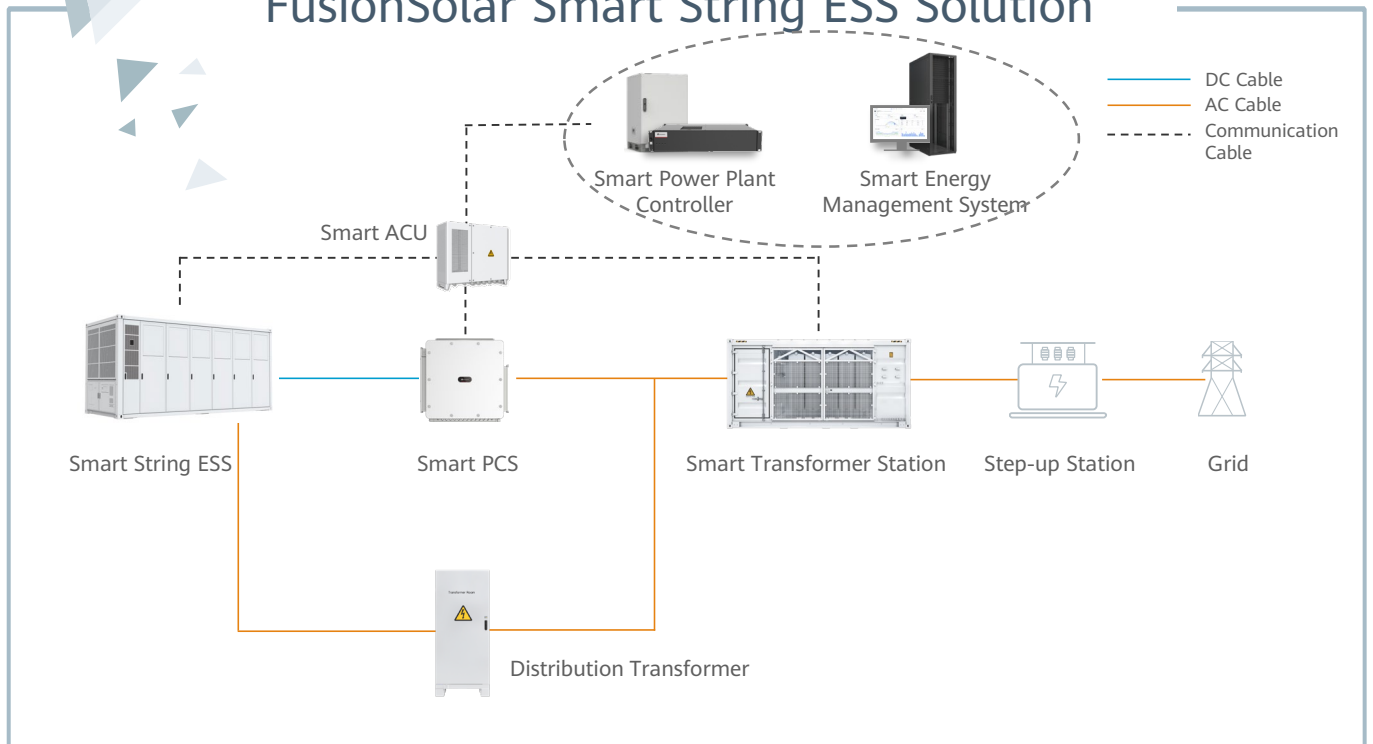 FusionSolar Smart String ESS Solution
DC Cable
AC Cable
Communication
Cable
Smart Power Plant
Controller
Smart Energy
Management System
Smart ACU
Smart String ESS
Smart PCS
Smart Transformer Station
Step-up Station
Grid
Distribution Transformer